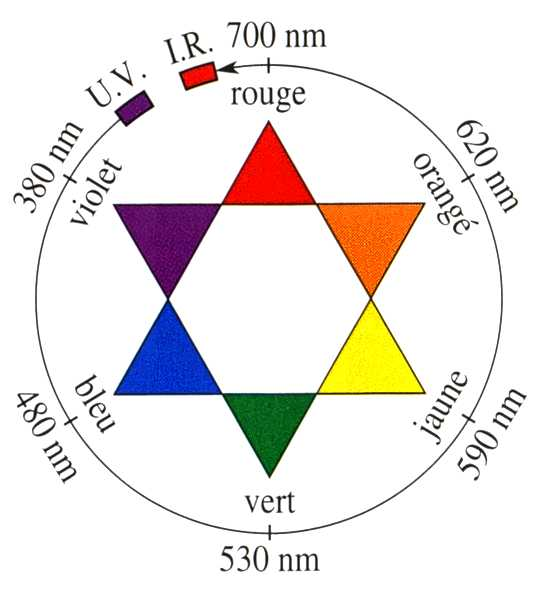 700 nm
I.R.
U.V.
rouge
620 nm
orangé
380 nm
violet
jaune
590 nm
bleu
480 nm
vert
530 nm